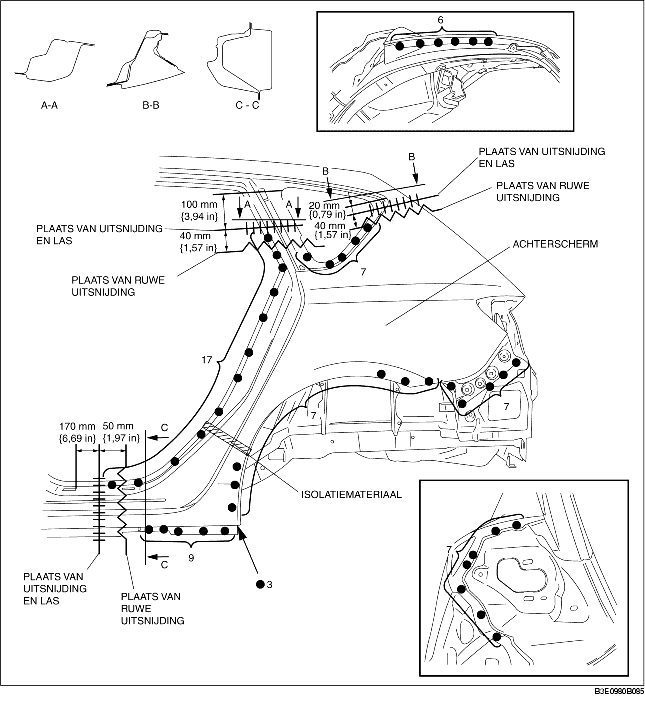 6
A-A
B-B
C - C
B
B
PLAATS VAN UITSNIJDING
EN LAS
PLAATS VAN RUWE
UITSNIJDING
100 mm
{3,94 in}
A
A
20 mm
{0,79 in}
PLAATS VAN UITSNIJDING
EN LAS
40 mm
{1,57 in}
40 mm
{1,57 in}
7
ACHTERSCHERM
PLAATS VAN RUWE
UITSNIJDING
17
7
7
170 mm
{6,69 in}
50 mm
{1,97 in}
C
ISOLATIEMATERIAAL
9
C
3
PLAATS VAN
UITSNIJDING
EN LAS
PLAATS VAN
RUWE
UITSNIJDING
7
B3E0980B085